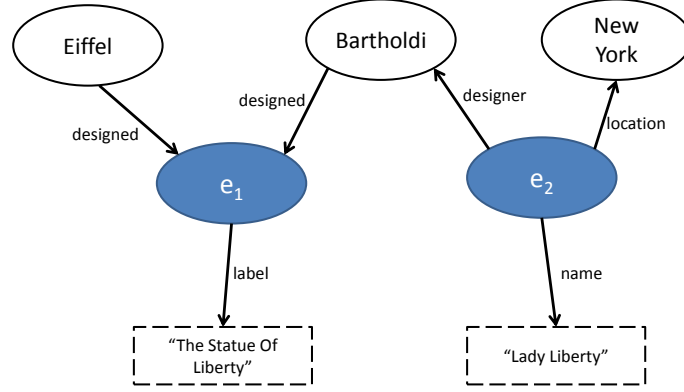 Eiffel
Bartholdi
New
York
designed
designed
designer
location
e₁
e₂
label
name
“The Statue Of
Liberty”
“Lady Liberty”